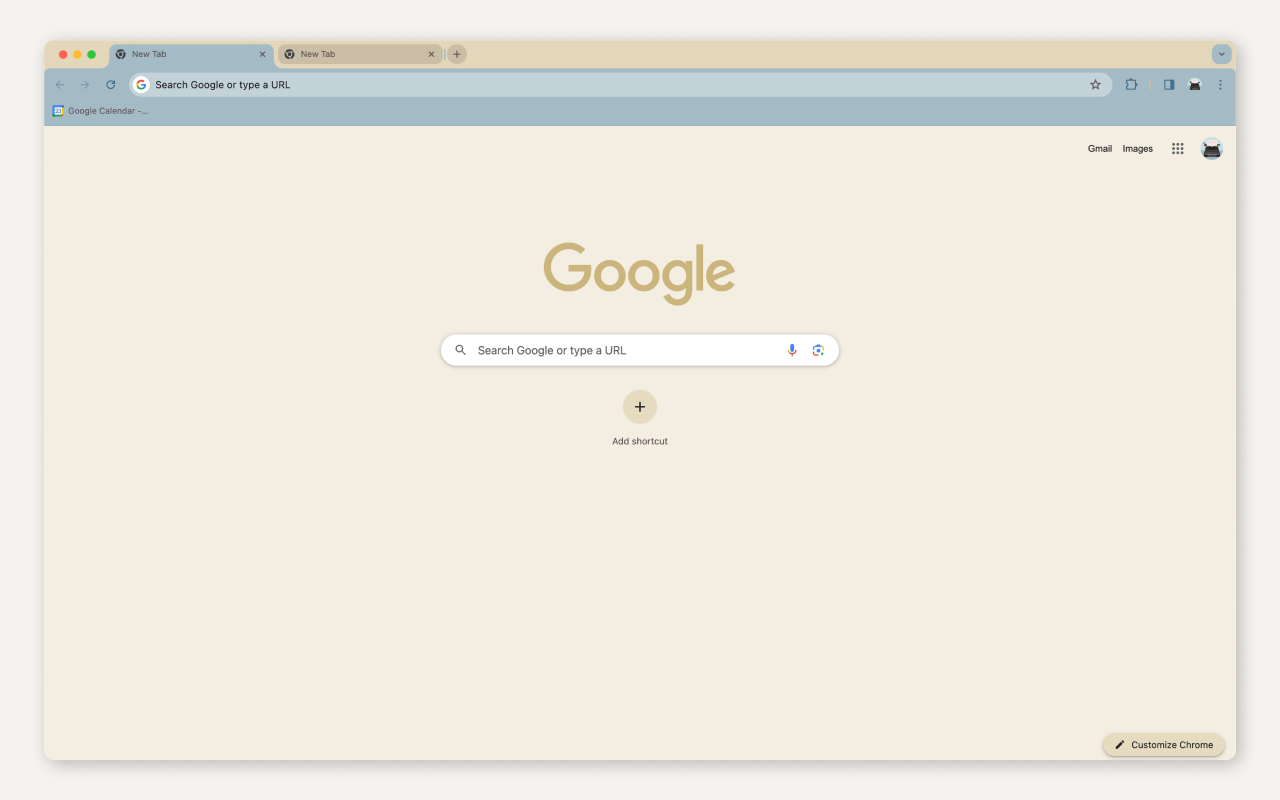 New Tab
New Tab
Search Google or type a URL
Google Calendar -...
Gmail
Images
Google
Search Google or type a URL
Add shortcut
Customize Chrome